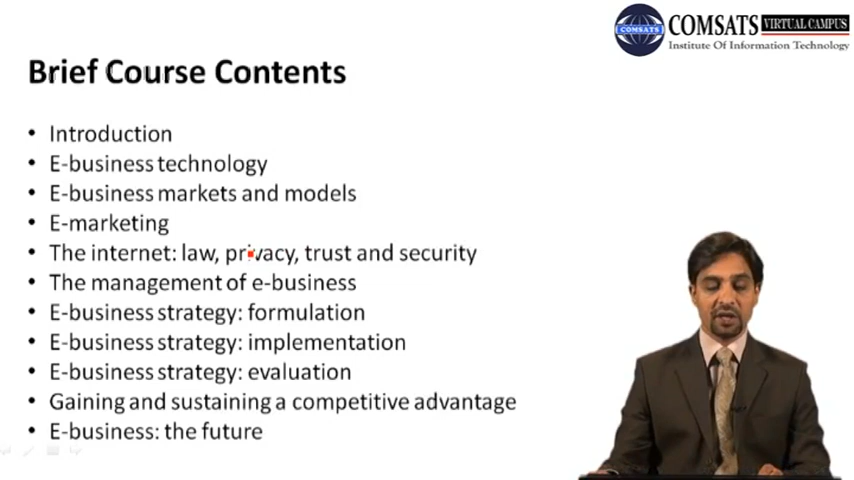 COMSATS VIRTUAL CAMPUS
Institute Of Information Technology
COMSATS
Brief Course Contents
• Introduction
• E-business technology
• E-business markets and models
• E-marketing
• The internet: law, privacy, trust and security
• The management of e-business
• E-business strategy: formulation
• E-business strategy: implementation
• E-business strategy: evaluation
• Gaining and sustaining a competitive advantage
• E-business: the future